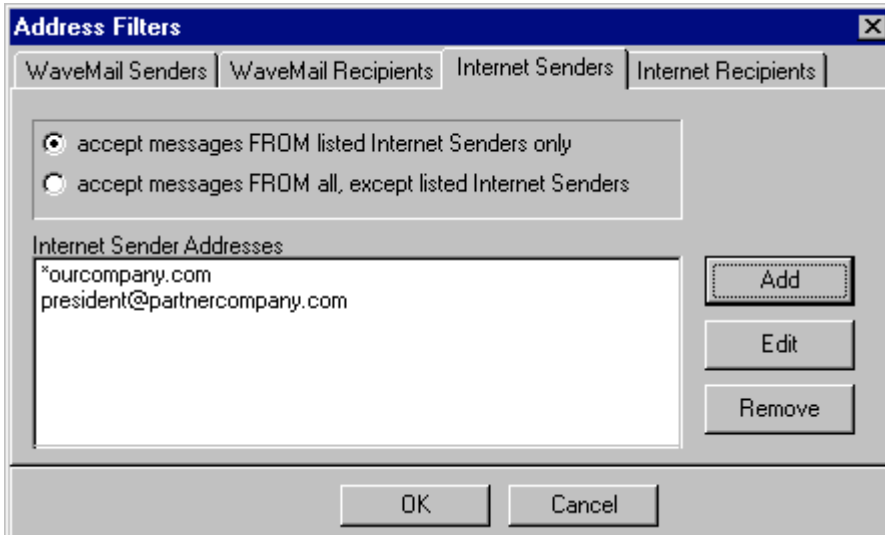 Address Filters
WaveMail Senders
WaveMail Recipients
Internet Senders
Internet Recipients
accept messages FROM listed Internet Senders only
accept messages FROM all, except listed Internet Senders
Internet Sender Addresses
*ourcompany.com
president@partnercompany.com
Add
Edit
Remove
OK
Cancel